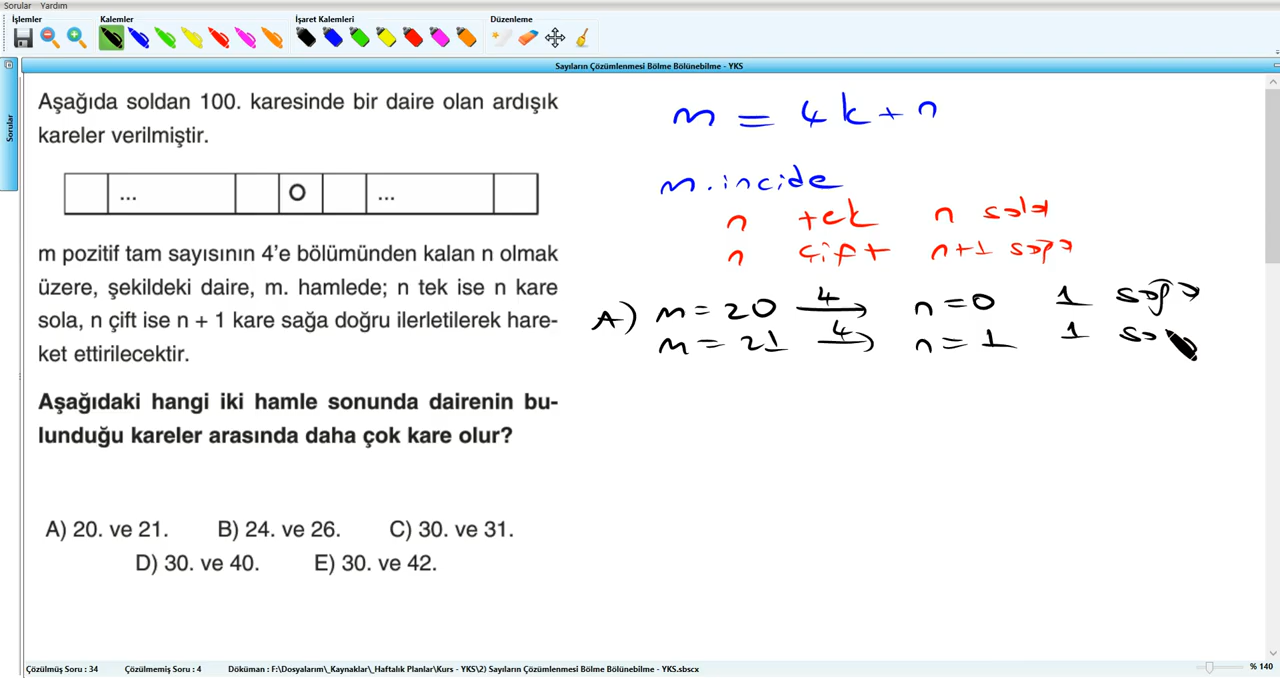 Sorular Yardım
İşlemler Kalemler İşaret Kalemleri Düzenleme
Sayıların Çözümlenmesi Bölme Bölünebilme - YKS
Sorular
Aşağıda soldan 100. karesinde bir daire olan ardışık
kareler verilmiştir.
... O ...
m pozitif tam sayısının 4'e bölümünden kalan n olmak
üzere, şekildeki daire, m. hamlede; n tek ise n kare
sola, n çift ise n + 1 kare sağa doğru ilerletilerek hare-
ket ettirilecektir.
Aşağıdaki hangi iki hamle sonunda dairenin bu-
lunduğu kareler arasında daha çok kare olur?
A) 20. ve 21. B) 24. ve 26. C) 30. ve 31.
D) 30. ve 40. E) 30. ve 42.
m = 4k+n
m.incide
n tek n sola
n çift n+1 sağa
A) m = 20 4 n = 0 1 sağa
m = 21 4 n = 1 1 so
Çözülmüş Soru : 34 Çözülmemiş Soru : 4 Döküman : F:\Dosyalarım\_Kaynaklar\_Haftalık Planlar\Kurs - YKS\2) Sayıların Çözümlenmesi Bölme Bölünebilme - YKS.sbscx % 140